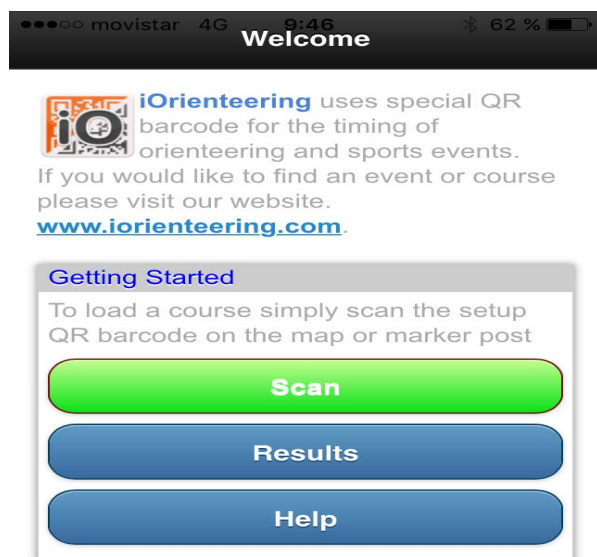 movistar 4G 9:46 62 %
Welcome
iO
iOrienteering uses special QR
barcode for the timing of
orienteering and sports events.
If you would like to find an event or course
please visit our website.
www.iorienteering.com.
Getting Started
To load a course simply scan the setup
QR barcode on the map or marker post
Scan
Results
Help